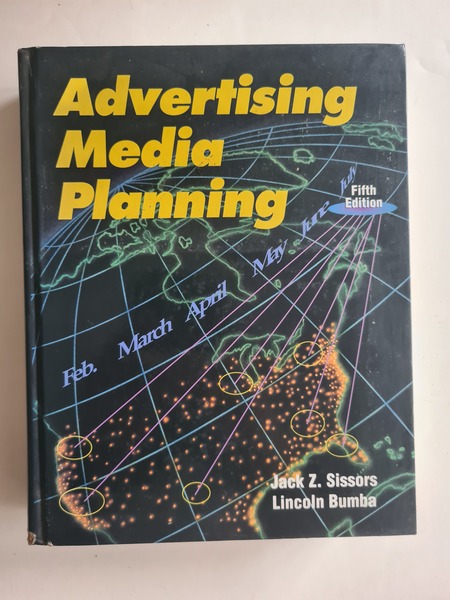 Advertising
Media
Planning
Fifth
Edition
Feb.
March
April
May
June
July
Jack Z. Sissors
Lincoln Bumba